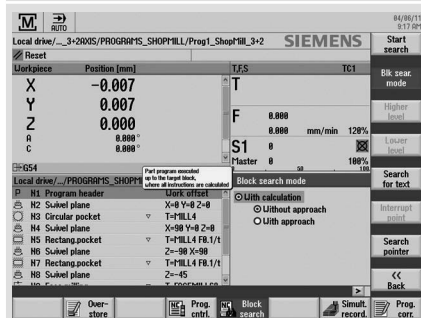 M AUTO 04/06/11 9:17 AM
Local drive/..._3+2AXIS/PROGRAMS_SHOPMILL/Prog1_ShopMill_3+2 SIEMENS
Reset
Workpiece Position [mm]
X -0.007
Y 0.007
Z 0.000
A 0.000°
C 0.000°
G54
T,F,S TC1
T
F 0.000
0.000 mm/min 120%
S1 0
Master 0 100%
0 50 100
Part program executed
up to the target block,
where all instructions are calculated
Local drive/.../PROGRAMS_SHOPM
P N1 Program header Work offset
N2 Swivel plane X=0 Y=0 Z=0
N3 Circular pocket T=MILL4
N4 Swivel plane X=90 Y=0 Z=0
N5 Rectang.pocket T=MILL4 F0.1/t
N6 Swivel plane Z=-90 X=90
N7 Rectang.pocket T=MILL4 F0.1/t
N8 Swivel plane Z=-45
Block search mode
With calculation
Without approach
With approach
Start search
Blk sear. mode
Higher level
Lower level
Search for text
Interrupt point
Search pointer
<<
Back
>
Over-store
Prog. cntrl.
Block search
Simult. record.
Prog. corr.